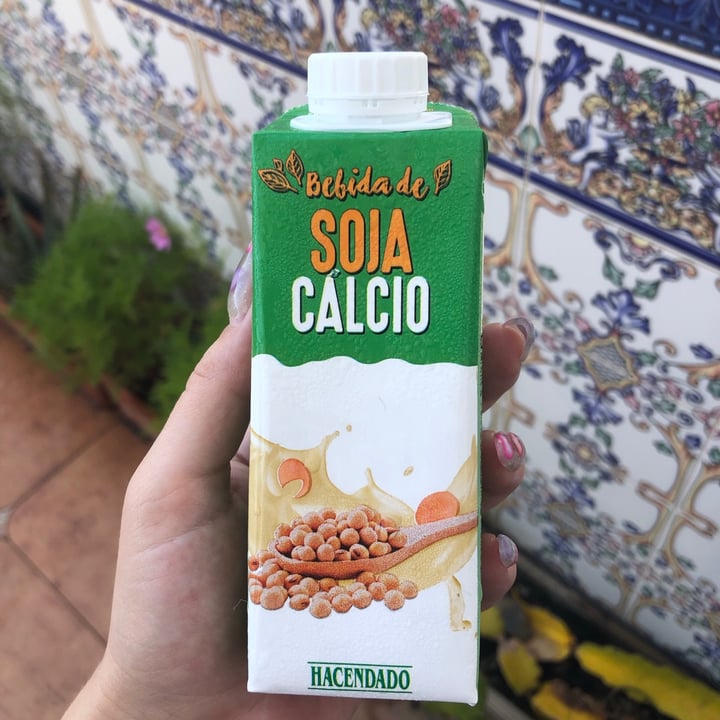 Bebida de
SOJA
CÁLCIO
HACENDADO